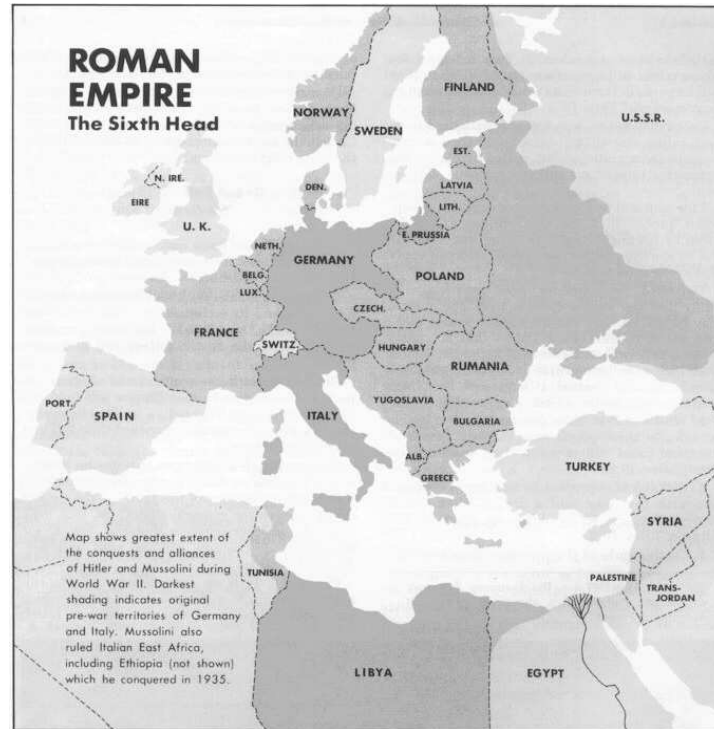 ROMAN
EMPIRE
The Sixth Head
NORWAY
SWEDEN
FINLAND
U.S.S.R.
EST.
LATVIA
LITH.
E. PRUSSIA
DEN.
N. IRE.
EIRE
U. K.
NETH.
BELG.
LUX.
GERMANY
POLAND
CZECH.
FRANCE
SWITZ.
HUNGARY
RUMANIA
PORT.
SPAIN
ITALY
YUGOSLAVIA
BULGARIA
ALB.
GREECE
TURKEY
SYRIA
PALESTINE
TRANS-
JORDAN
TUNISIA
LIBYA
EGYPT
Map shows greatest extent of
the conquests and alliances
of Hitler and Mussolini during
World War II. Darkest
shading indicates original
pre-war territories of Germany
and Italy. Mussolini also
ruled Italian East Africa,
including Ethiopia (not shown)
which he conquered in 1935.